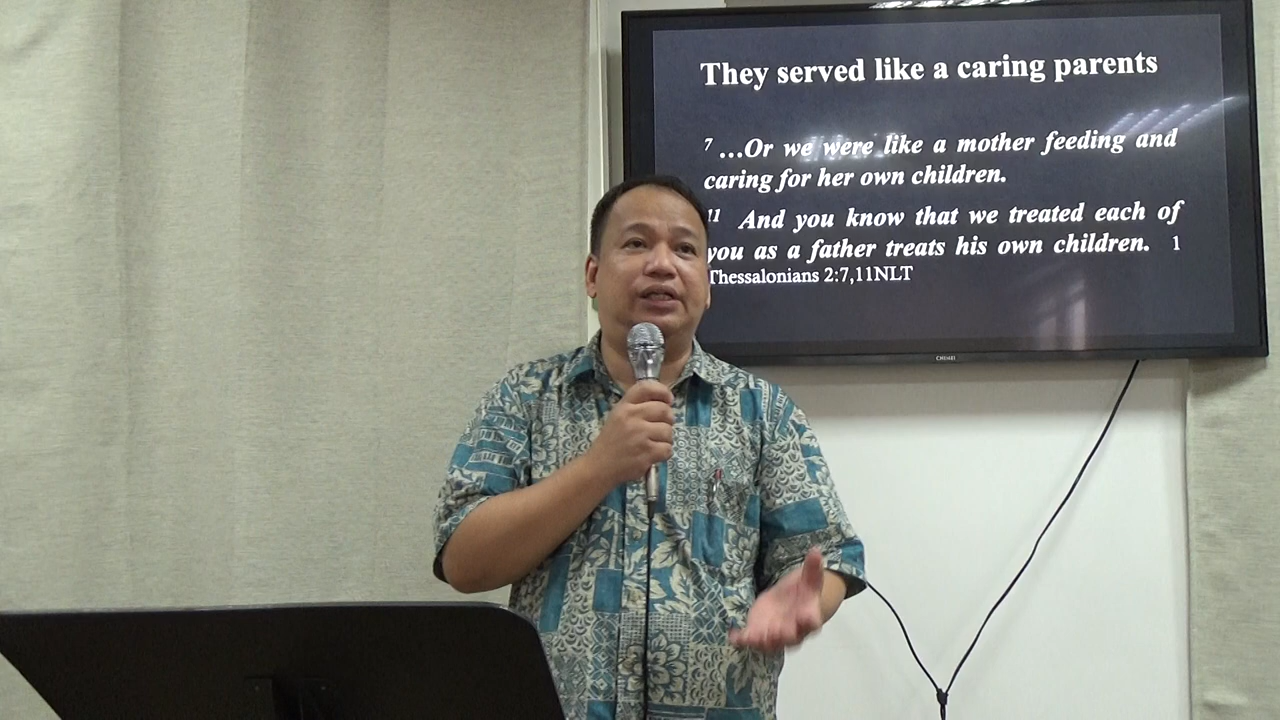 They served like a caring parents
7 ...Or we were like a mother feeding and
caring for her own children.
11 And you know that we treated each of
you as a father treats his own children. 1
Thessalonians 2:7,11NLT
CHIMEI